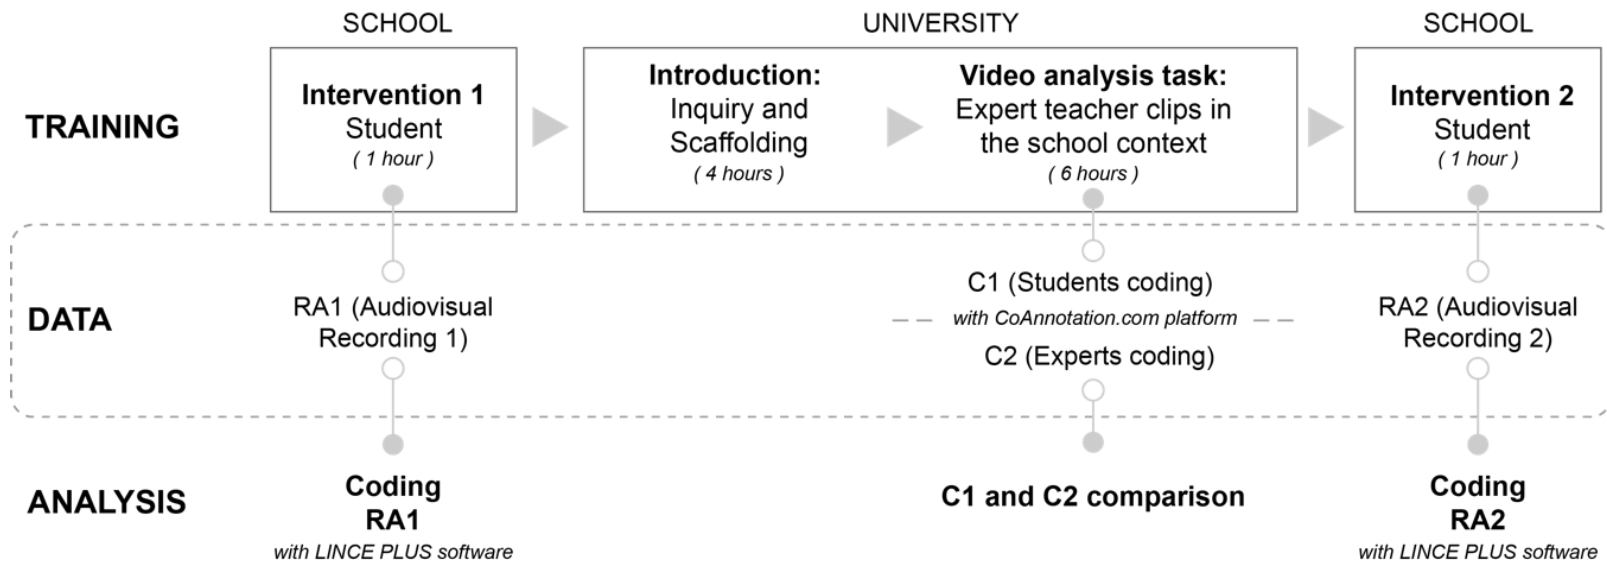 SCHOOL
UNIVERSITY
SCHOOL
TRAINING
Intervention 1
Student
( 1 hour )
Introduction:
Inquiry and
Scaffolding
( 4 hours )
Video analysis task:
Expert teacher clips in
the school context
( 6 hours )
Intervention 2
Student
( 1 hour )
DATA
RA1 (Audiovisual
Recording 1)
C1 (Students coding)
with CoAnnotation.com platform
C2 (Experts coding)
RA2 (Audiovisual
Recording 2)
ANALYSIS
Coding
RA1
with LINCE PLUS software
C1 and C2 comparison
Coding
RA2
with LINCE PLUS software